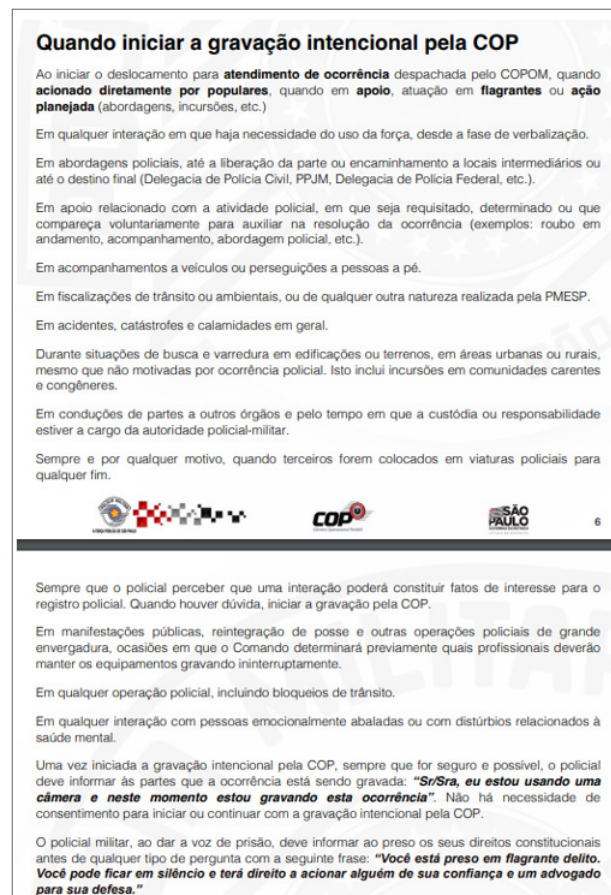 Quando iniciar a gravação intencional pela COP
Ao iniciar o deslocamento para atendimento de ocorrência despachada pelo COPOM, quando
acionado diretamente por populares, quando em apoio, atuação em flagrantes ou ação
planejada (abordagens, incursões, etc.)
Em qualquer interação em que haja necessidade do uso da força, desde a fase de verbalização.
Em abordagens policiais, até a liberação da parte ou encaminhamento a locais intermediários ou
até o destino final (Delegacia de Polícia Civil, PPJM, Delegacia de Polícia Federal, etc.).
Em apoio relacionado com a atividade policial, em que seja requisitado, determinado ou que
compareça voluntariamente para auxiliar na resolução da ocorrência (exemplos: roubo em
andamento, acompanhamento, abordagem policial, etc.).
Em acompanhamentos a veículos ou perseguições a pessoas a pé.
Em fiscalizações de trânsito ou ambientais, ou de qualquer outra natureza realizada pela PMESP.
Em acidentes, catástrofes e calamidades em geral.
Durante situações de busca e varredura em edificações ou terrenos, em áreas urbanas ou rurais,
mesmo que não motivadas por ocorrência policial. Isto inclui incursões em comunidades carentes
e congêneres.
Em conduções de partes a outros órgãos e pelo tempo em que a custódia ou responsabilidade
estiver a cargo da autoridade policial-militar.
Sempre e por qualquer motivo, quando terceiros forem colocados em viaturas policiais para
qualquer fim.
COP
SÃO PAULO
6
Sempre que o policial perceber que uma interação poderá constituir fatos de interesse para o
registro policial. Quando houver dúvida, iniciar a gravação pela COP.
Em manifestações públicas, reintegração de posse e outras operações policiais de grande
envergadura, ocasiões em que o Comando determinará previamente quais profissionais deverão
manter os equipamentos gravando ininterruptamente.
Em qualquer operação policial, incluindo bloqueios de trânsito.
Em qualquer interação com pessoas emocionalmente abaladas ou com distúrbios relacionados à
saúde mental.
Uma vez iniciada a gravação intencional pela COP, sempre que for seguro e possível, o policial
deve informar às partes que a ocorrência está sendo gravada: "Sr/Sra, eu estou usando uma
câmera e neste momento estou gravando esta ocorrência". Não há necessidade de
consentimento para iniciar ou continuar com a gravação intencional pela COP.
O policial militar, ao dar a voz de prisão, deve informar ao preso os seus direitos constitucionais
antes de qualquer tipo de pergunta com a seguinte frase: "Você está preso em flagrante delito.
Você pode ficar em silêncio e terá direito a acionar alguém de sua confiança e um advogado
para sua defesa."